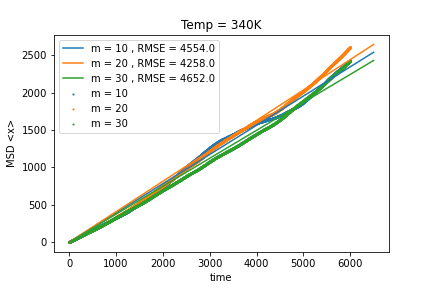 Temp = 340K
m = 10 , RMSE = 4554.0
m = 20 , RMSE = 4258.0
m = 30 , RMSE = 4652.0
m = 10
m = 20
m = 30
2500
2000
1500
1000
500
0
MSD <x>
0 1000 2000 3000 4000 5000 6000
time